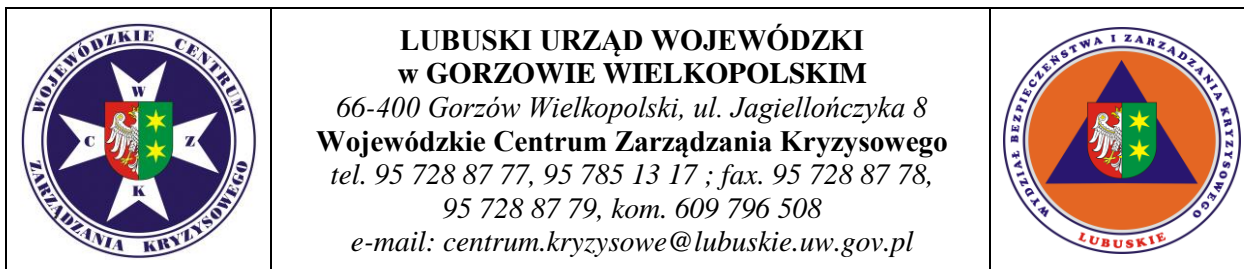 WOJEWÓDZKIE CENTRUM
ZARZĄDZANIA KRYZYSOWEGO
W
C Z
K
LUBUSKI URZĄD WOJEWÓDZKI
w GORZOWIE WIELKOPOLSKIM
66-400 Gorzów Wielkopolski, ul. Jagiellończyka 8
Wojewódzkie Centrum Zarządzania Kryzysowego
tel. 95 728 87 77, 95 785 13 17 ; fax. 95 728 87 78,
95 728 87 79, kom. 609 796 508
e-mail: centrum.kryzysowe@lubuskie.uw.gov.pl
WYDZIAŁ BEZPIECZEŃSTWA I ZARZĄDZANIA KRYZYSOWEGO
LUBUSKIE